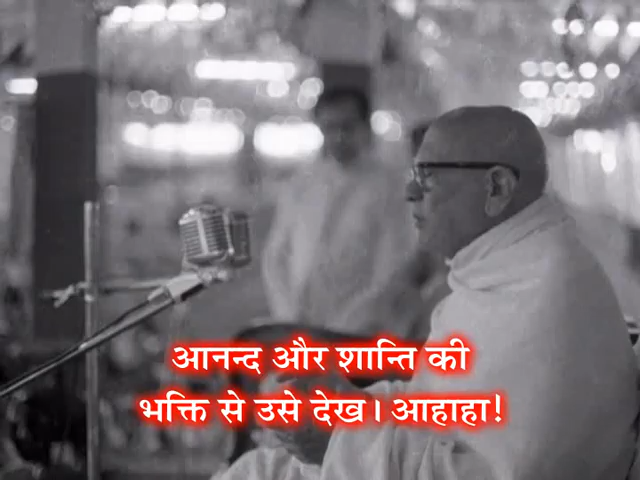 आनन्द और शान्ति की
भक्ति से उसे देख। आहाहा!